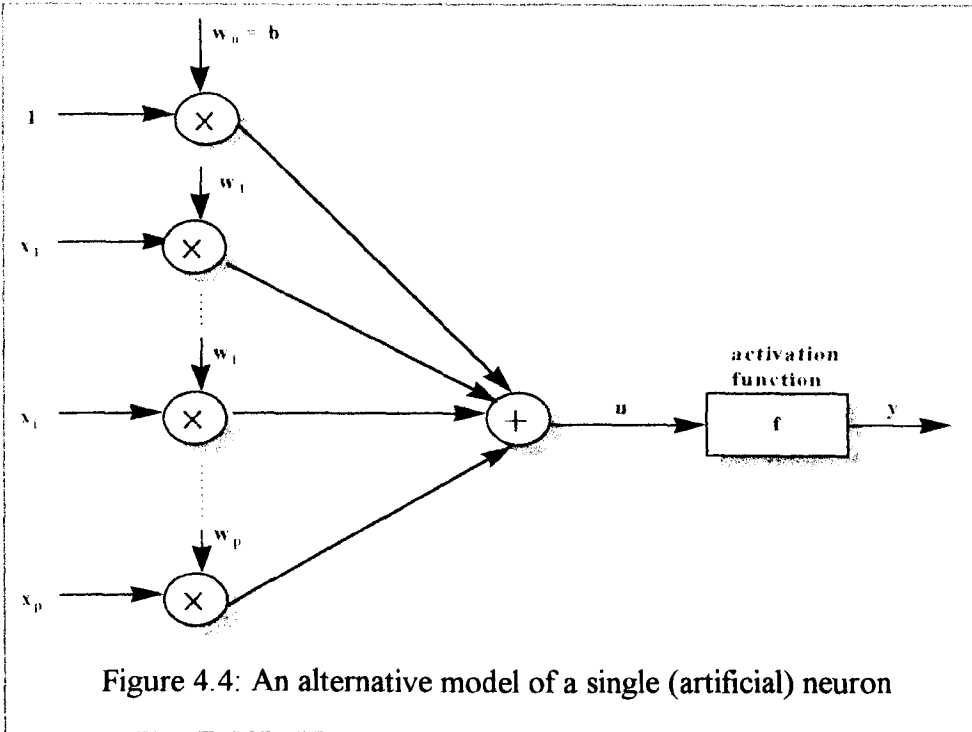 w₀ = b
1
×
w₁
x₁
×
wᵢ
activation
function
xᵢ
×
+
u
f
y
wₚ
xₚ
×
Figure 4.4: An alternative model of a single (artificial) neuron